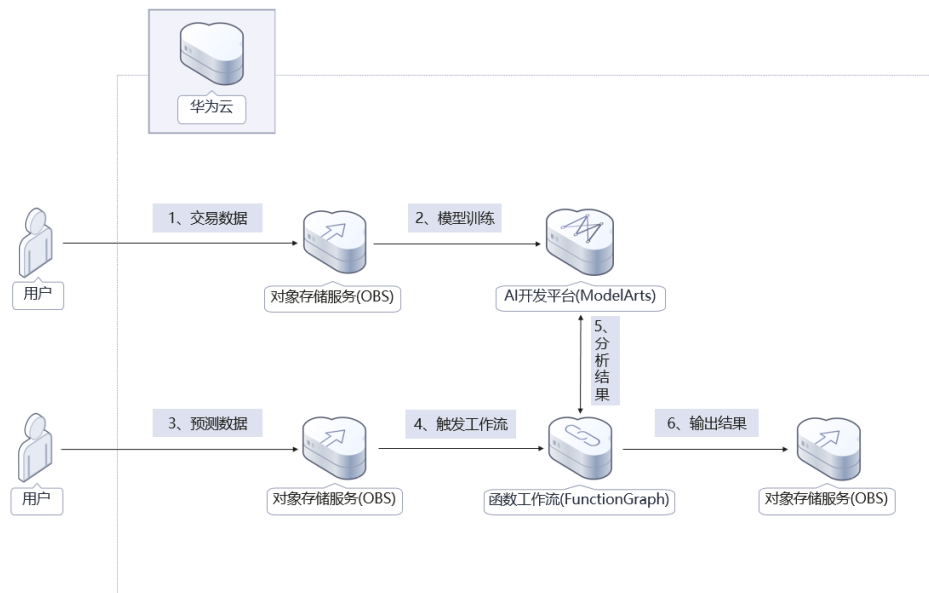 华为云
1、交易数据
2、模型训练
用户
对象存储服务(OBS)
AI开发平台(ModelArts)
5、
分
析
结
果
3、预测数据
4、触发工作流
6、输出结果
用户
对象存储服务(OBS)
函数工作流(FunctionGraph)
对象存储服务(OBS)